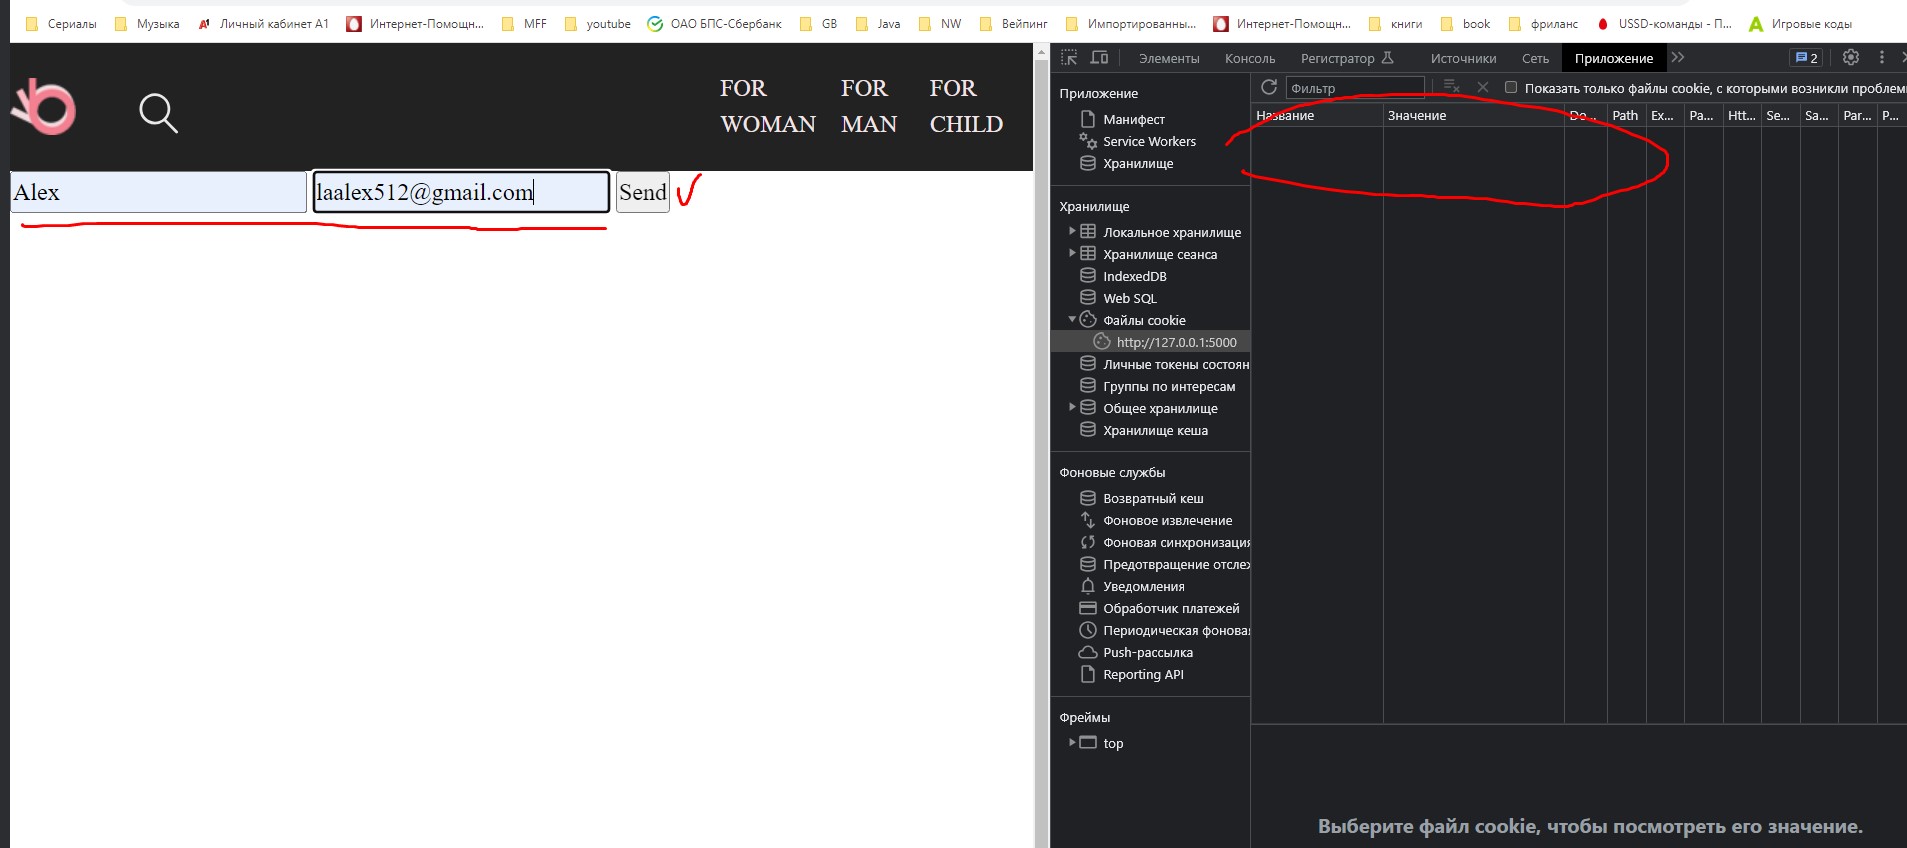 Сериалы Музыка Личный кабинет A1 Интернет-Помощн... MFF youtube ОАО БПС-Сбербанк GB Java NW Вейпинг Импортированны... Интернет-Помощн... книги book фриланс USSD-команды - П... Игровые коды
Элементы Консоль Регистратор Источники Сеть Приложение 2
FOR WOMAN
FOR MAN
FOR CHILD
Alex laalex512@gmail.com Send
Приложение
Манифест
Service Workers
Хранилище
Хранилище
Локальное хранилище
Хранилище сеанса
IndexedDB
Web SQL
Файлы cookie
http://127.0.0.1:5000
Личные токены состоян
Группы по интересам
Общее хранилище
Хранилище кеша
Фоновые службы
Возвратный кеш
Фоновое извлечение
Фоновая синхронизация
Предотвращение отслеж
Уведомления
Обработчик платежей
Периодическая фоновая
Push-рассылка
Reporting API
Фреймы
top
Фильтр Показать только файлы cookie, с которыми возникли проблемы
Название Значение Do... Path Ex... Pa... Htt... Se... Sa... Par... P...
Выберите файл cookie, чтобы посмотреть его значение.